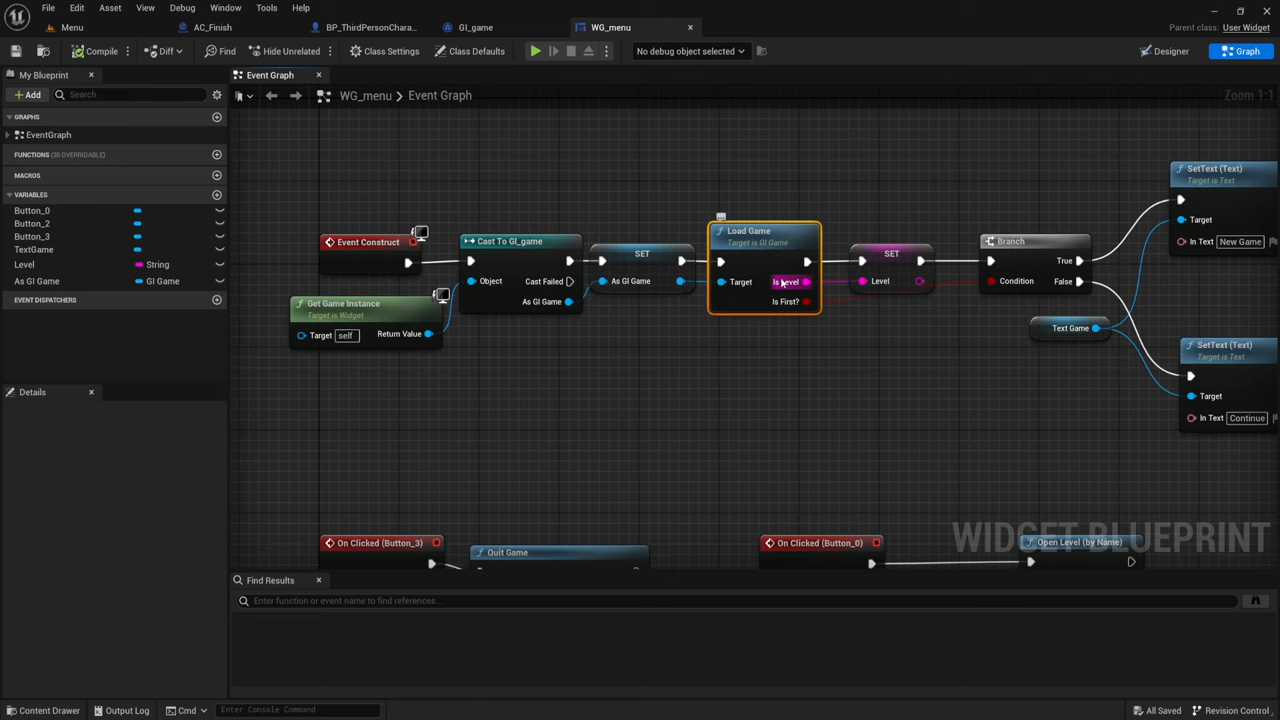 File Edit Asset View Debug Window Tools Help
Parent class: User Widget
Menu AC_Finish BP_ThirdPersonChara... GI_game WG_menu
Compile Diff Find Hide Unrelated Class Settings Class Defaults No debug object selected Designer Graph
My Blueprint
Add Search
GRAPHS
EventGraph
FUNCTIONS (38 OVERRIDABLE)
MACROS
VARIABLES
Button_0
Button_2
Button_3
TextGame
Level String
As GI Game GI Game
EVENT DISPATCHERS
Details
Event Graph
WG_menu > Event Graph
Zoom 1:1
Event Construct
Get Game Instance
Target is Widget
Target self Return Value
Cast To GI_game
Object Cast Failed
As GI Game
SET
As GI Game
Load Game
Target is GI Game
Target Is Level
Is First?
SET
Level
Branch
True
Condition False
Text Game
SetText (Text)
Target is Text
Target
In Text New Game
SetText (Text)
Target is Text
Target
In Text Continue
WIDGET BLUEPRINT
On Clicked (Button_3)
Quit Game
On Clicked (Button_0)
Open Level (by Name)
Find Results
Enter function or event name to find references...
Content Drawer Output Log Cmd Enter Console Command All Saved Revision Control